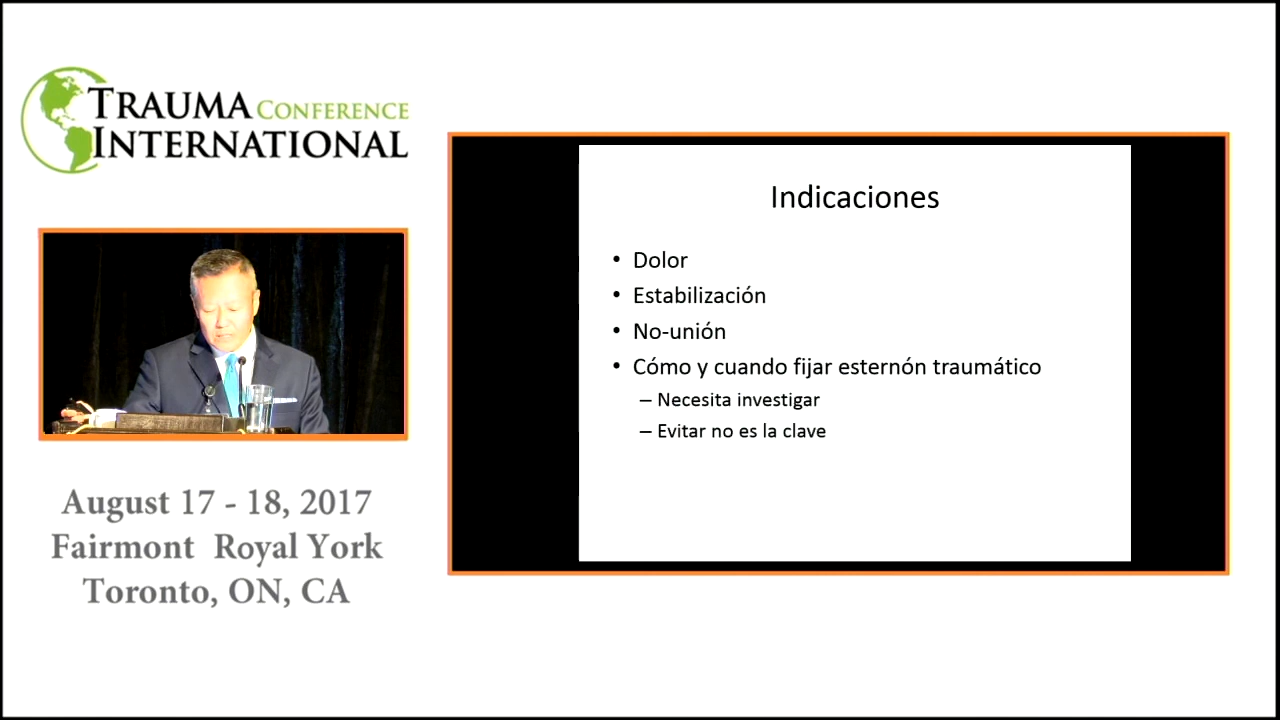 TRAUMA CONFERENCE
INTERNATIONAL
August 17 - 18, 2017
Fairmont Royal York
Toronto, ON, CA
Indicaciones
• Dolor
• Estabilización
• No-unión
• Cómo y cuando fijar esternón traumático
– Necesita investigar
– Evitar no es la clave